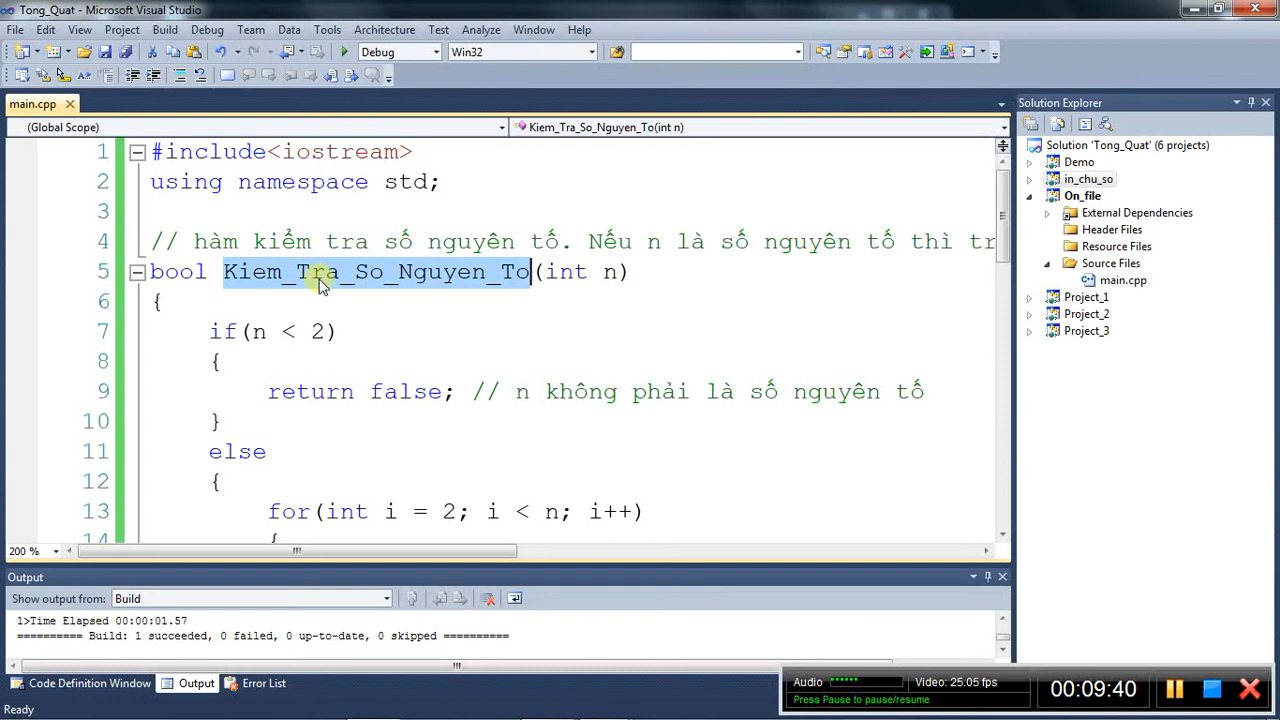 Tong_Quat - Microsoft Visual Studio
File Edit View Project Build Debug Team Data Tools Architecture Test Analyze Window Help
Debug Win32
main.cpp
(Global Scope) Kiem_Tra_So_Nguyen_To(int n)
1 #include<iostream>
2 using namespace std;
3
4 // hàm kiểm tra số nguyên tố. Nếu n là số nguyên tố thì tr
5 bool Kiem_Tra_So_Nguyen_To(int n)
6 {
7 if(n < 2)
8 {
9 return false; // n không phải là số nguyên tố
10 }
11 else
12 {
13 for(int i = 2; i < n; i++)
14 {
200 %
Solution Explorer
Solution 'Tong_Quat' (6 projects)
Demo
in_chu_so
On_file
External Dependencies
Header Files
Resource Files
Source Files
main.cpp
Project_1
Project_2
Project_3
Output
Show output from: Build
1>Time Elapsed 00:00:01.57
========== Build: 1 succeeded, 0 failed, 0 up-to-date, 0 skipped ==========
Code Definition Window Output Error List
Ready
Audio Video: 25.05 fps
Press Pause to pause/resume
00:09:40